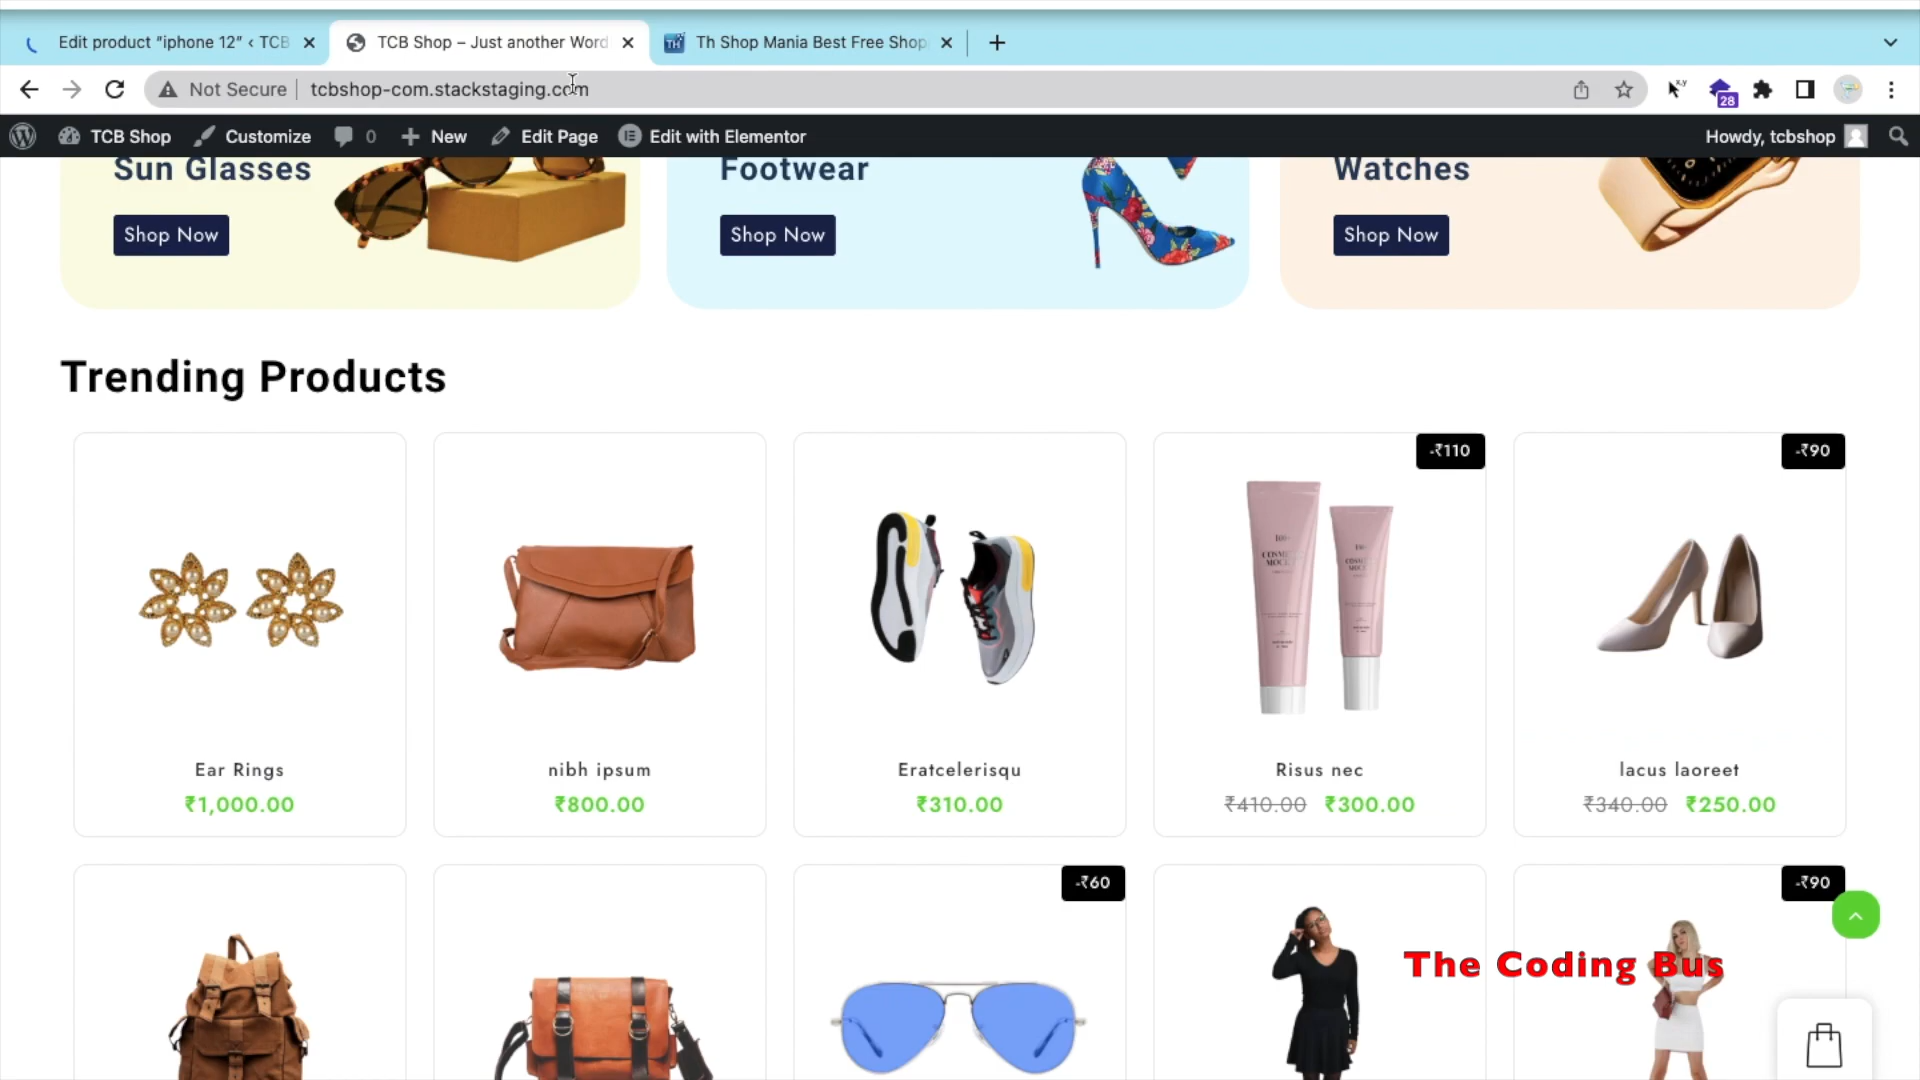 Edit product "iphone 12" ‹ TCB
TCB Shop – Just another Word
TH
Th Shop Mania Best Free Shop
Not Secure
tcbshop-com.stackstaging.com
28
TCB Shop
Customize
0
New
Edit Page
Edit with Elementor
Howdy, tcbshop
Sun Glasses
Footwear
Watches
Shop Now
Shop Now
Shop Now
Trending Products
-₹110
-₹90
Ear Rings
nibh ipsum
Eratcelerisqu
Risus nec
lacus laoreet
₹1,000.00
₹800.00
₹310.00
₹410.00 ₹300.00
₹340.00 ₹250.00
-₹60
-₹90
The Coding Bus